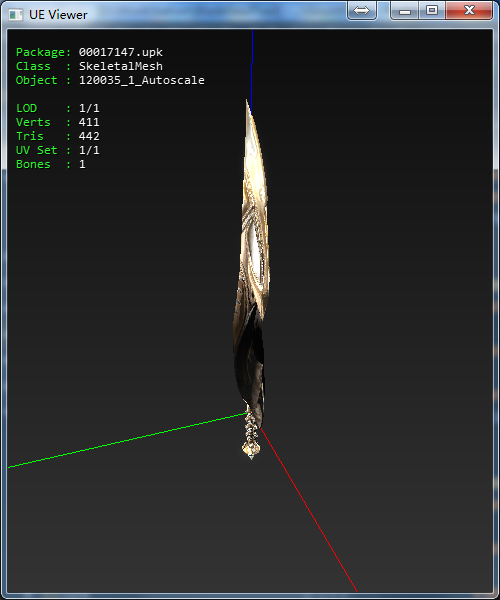 UE Viewer
Package: 00017147.upk
Class : SkeletalMesh
Object : 120035_1_Autoscale
LOD : 1/1
Verts : 411
Tris : 442
UV Set : 1/1
Bones : 1